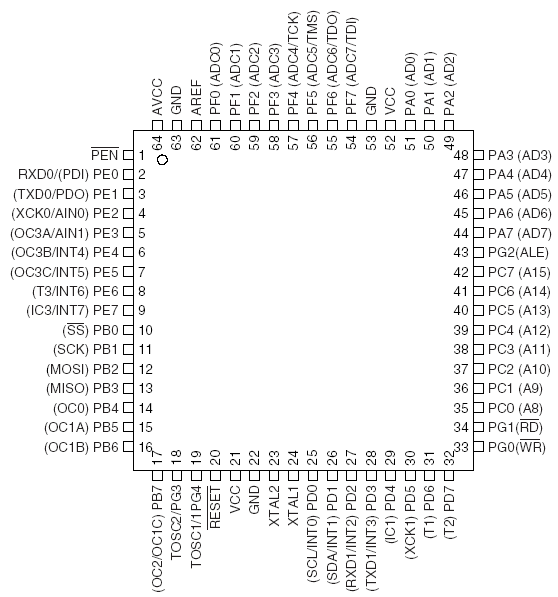 AVCC
GND
AREF
PF0 (ADC0)
PF1 (ADC1)
PF2 (ADC2)
PF3 (ADC3)
PF4 (ADC4/TCK)
PF5 (ADC5/TMS)
PF6 (ADC6/TDO)
PF7 (ADC7/TDI)
GND
VCC
PA0 (AD0)
PA1 (AD1)
PA2 (AD2)
64
63
62
61
60
59
58
57
56
55
54
53
52
51
50
49
PEN 1
RXD0/(PDI) PE0 2
(TXD0/PDO) PE1 3
(XCK0/AIN0) PE2 4
(OC3A/AIN1) PE3 5
(OC3B/INT4) PE4 6
(OC3C/INT5) PE5 7
(T3/INT6) PE6 8
(IC3/INT7) PE7 9
(SS) PB0 10
(SCK) PB1 11
(MOSI) PB2 12
(MISO) PB3 13
(OC0) PB4 14
(OC1A) PB5 15
(OC1B) PB6 16
48 PA3 (AD3)
47 PA4 (AD4)
46 PA5 (AD5)
45 PA6 (AD6)
44 PA7 (AD7)
43 PG2(ALE)
42 PC7 (A15)
41 PC6 (A14)
40 PC5 (A13)
39 PC4 (A12)
38 PC3 (A11)
37 PC2 (A10)
36 PC1 (A9)
35 PC0 (A8)
34 PG1(RD)
33 PG0(WR)
17
18
19
20
21
22
23
24
25
26
27
28
29
30
31
32
(OC2/OC1C) PB7
TOSC2/PG3
TOSC1/1PG4
RESET
VCC
GND
XTAL2
XTAL1
(SCL/INT0) PD0
(SDA/INT1) PD1
(RXD1/INT2) PD2
(TXD1/INT3) PD3
(IC1) PD4
(XCK1) PD5
(T1) PD6
(T2) PD7